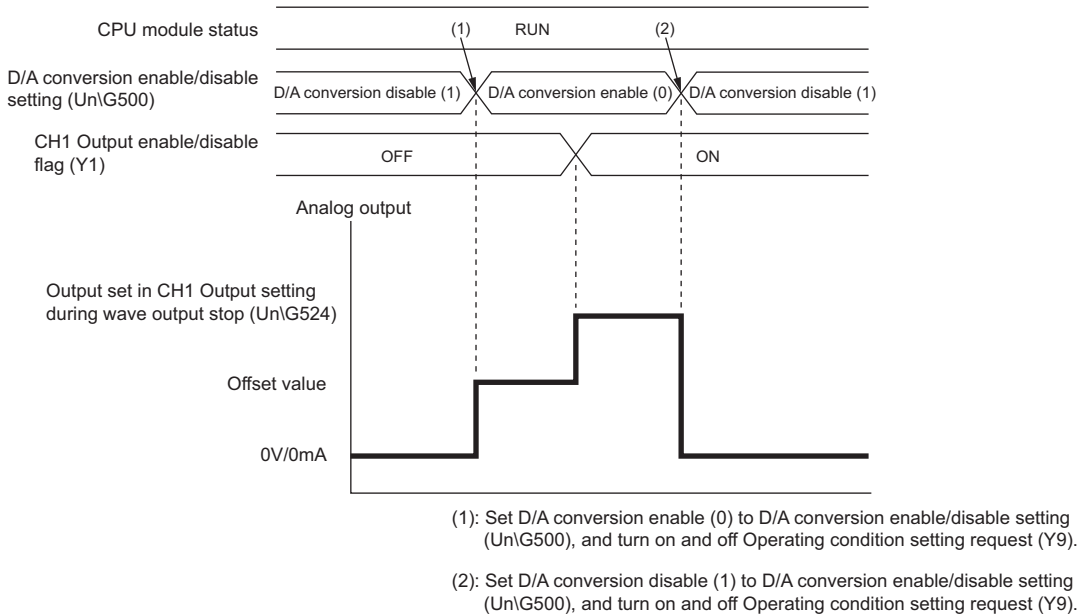 CPU module status
(1)
RUN
(2)
D/A conversion enable/disable
setting (Un\G500)
D/A conversion disable (1)
D/A conversion enable (0)
D/A conversion disable (1)
CH1 Output enable/disable
flag (Y1)
OFF
ON
Analog output
Output set in CH1 Output setting
during wave output stop (Un\G524)
Offset value
0V/0mA
(1): Set D/A conversion enable (0) to D/A conversion enable/disable setting
(Un\G500), and turn on and off Operating condition setting request (Y9).
(2): Set D/A conversion disable (1) to D/A conversion enable/disable setting
(Un\G500), and turn on and off Operating condition setting request (Y9)